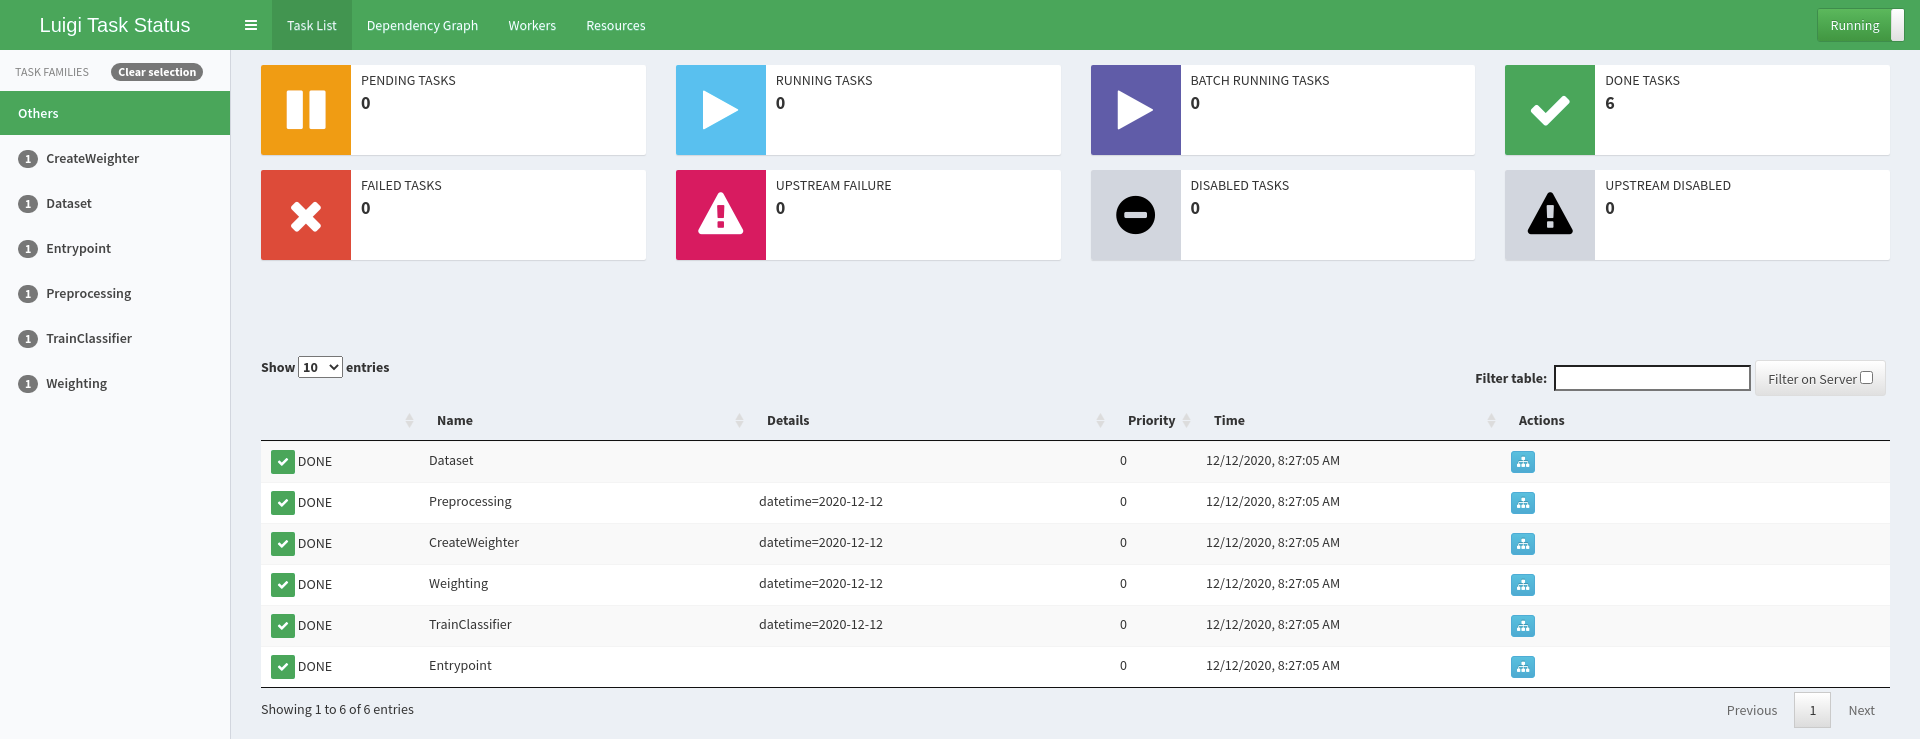 Luigi Task Status
Task List Dependency Graph Workers Resources Running
TASK FAMILIES Clear selection
Others
1 CreateWeighter
1 Dataset
1 Entrypoint
1 Preprocessing
1 TrainClassifier
1 Weighting
PENDING TASKS
0
RUNNING TASKS
0
BATCH RUNNING TASKS
0
DONE TASKS
6
FAILED TASKS
0
UPSTREAM FAILURE
0
DISABLED TASKS
0
UPSTREAM DISABLED
0
Show 10 entries
Filter table: Filter on Server
Name Details Priority Time Actions
DONE Dataset 0 12/12/2020, 8:27:05 AM
DONE Preprocessing datetime=2020-12-12 0 12/12/2020, 8:27:05 AM
DONE CreateWeighter datetime=2020-12-12 0 12/12/2020, 8:27:05 AM
DONE Weighting datetime=2020-12-12 0 12/12/2020, 8:27:05 AM
DONE TrainClassifier datetime=2020-12-12 0 12/12/2020, 8:27:05 AM
DONE Entrypoint 0 12/12/2020, 8:27:05 AM
Showing 1 to 6 of 6 entries
Previous 1 Next